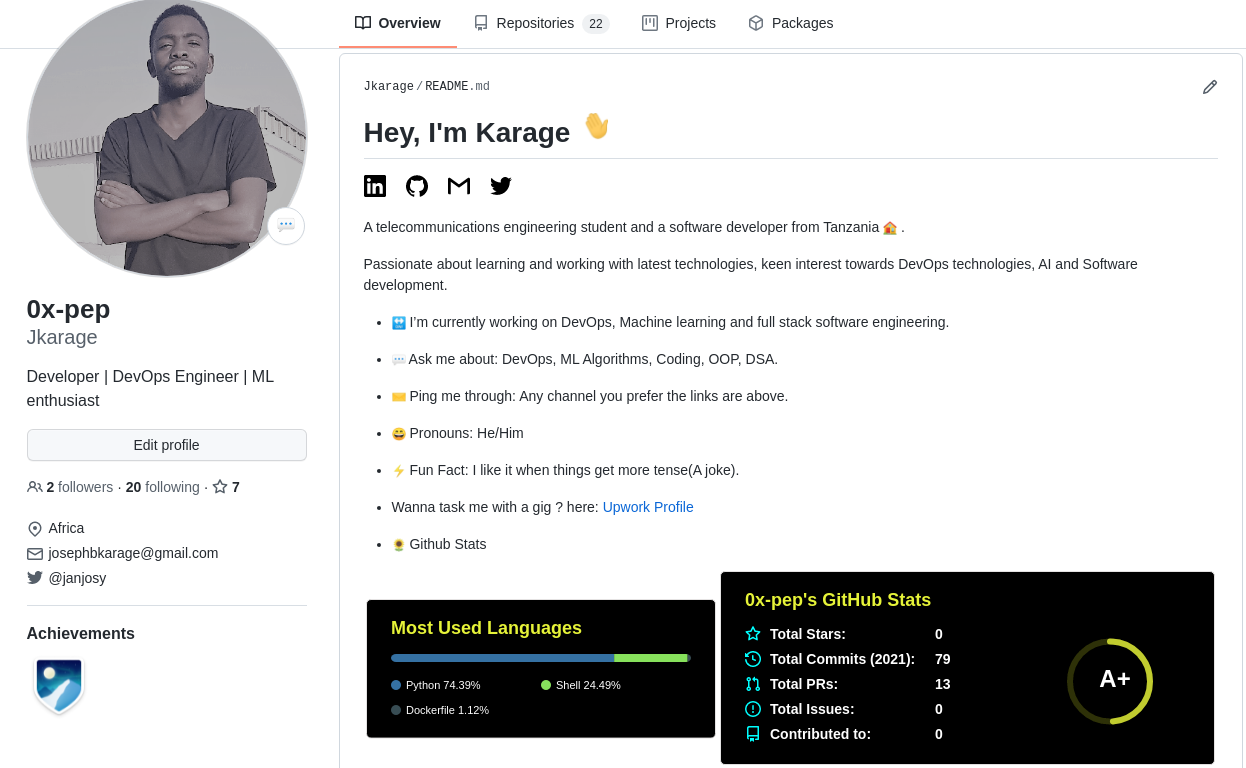 Overview Repositories 22 Projects Packages
Jkarage/README.md
Hey, I'm Karage 👋
A telecommunications engineering student and a software developer from Tanzania 🏠 .
Passionate about learning and working with latest technologies, keen interest towards DevOps technologies, AI and Software
development.
I'm currently working on DevOps, Machine learning and full stack software engineering.
💬 Ask me about: DevOps, ML Algorithms, Coding, OOP, DSA.
Ping me through: Any channel you prefer the links are above.
😄 Pronouns: He/Him
⚡ Fun Fact: I like it when things get more tense(A joke).
Wanna task me with a gig ? here: Upwork Profile
🌻 Github Stats
Most Used Languages
Python 74.39% Shell 24.49%
Dockerfile 1.12%
0x-pep's GitHub Stats
Total Stars: 0
Total Commits (2021): 79
Total PRs: 13
Total Issues: 0
Contributed to: 0
A+
0x-pep
Jkarage
Developer | DevOps Engineer | ML
enthusiast
Edit profile
2 followers · 20 following · 7
Africa
josephbkarage@gmail.com
@janjosy
Achievements